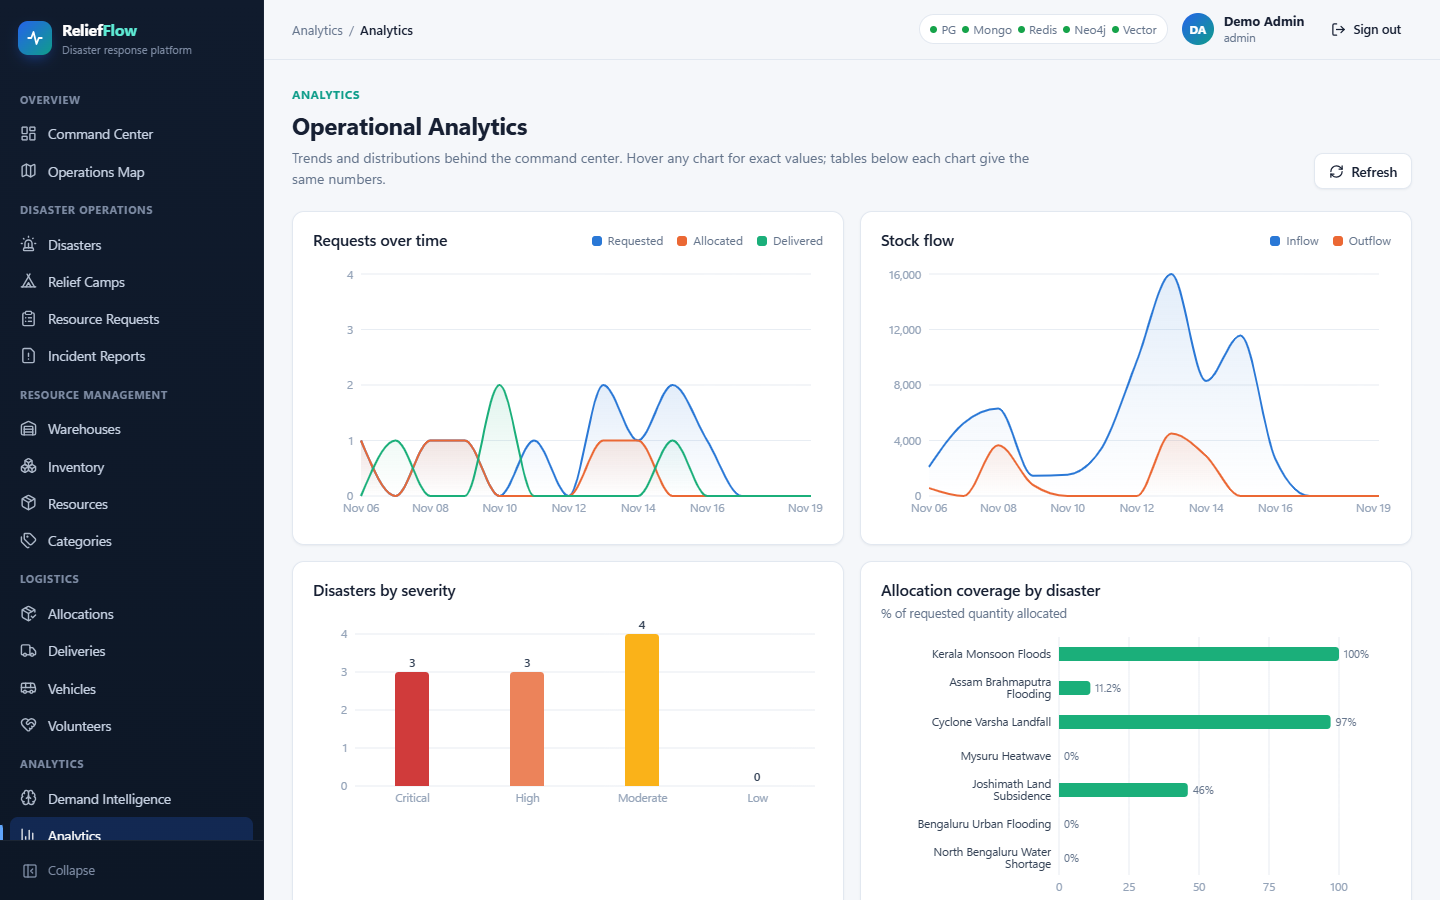 ReliefFlow
Disaster response platform
OVERVIEW
Command Center
Operations Map
DISASTER OPERATIONS
Disasters
Relief Camps
Resource Requests
Incident Reports
RESOURCE MANAGEMENT
Warehouses
Inventory
Resources
Categories
LOGISTICS
Allocations
Deliveries
Vehicles
Volunteers
ANALYTICS
Demand Intelligence
Analytics
Collapse
Analytics / Analytics
PG Mongo Redis Neo4j Vector
DA
Demo Admin
admin
Sign out
ANALYTICS
Operational Analytics
Trends and distributions behind the command center. Hover any chart for exact values; tables below each chart give the
same numbers.
Refresh
Requests over time
Requested Allocated Delivered
4
3
2
1
0
Nov 06 Nov 08 Nov 10 Nov 12 Nov 14 Nov 16 Nov 19
Stock flow
Inflow Outflow
16,000
12,000
8,000
4,000
0
Nov 06 Nov 08 Nov 10 Nov 12 Nov 14 Nov 16 Nov 19
Disasters by severity
4
4
3 3 3
2
1
0 0
Critical High Moderate Low
Allocation coverage by disaster
% of requested quantity allocated
Kerala Monsoon Floods 100%
Assam Brahmaputra
Flooding 11.2%
Cyclone Varsha Landfall 97%
Mysuru Heatwave 0%
Joshimath Land
Subsidence 46%
Bengaluru Urban Flooding 0%
North Bengaluru Water
Shortage 0%
0 25 50 75 100